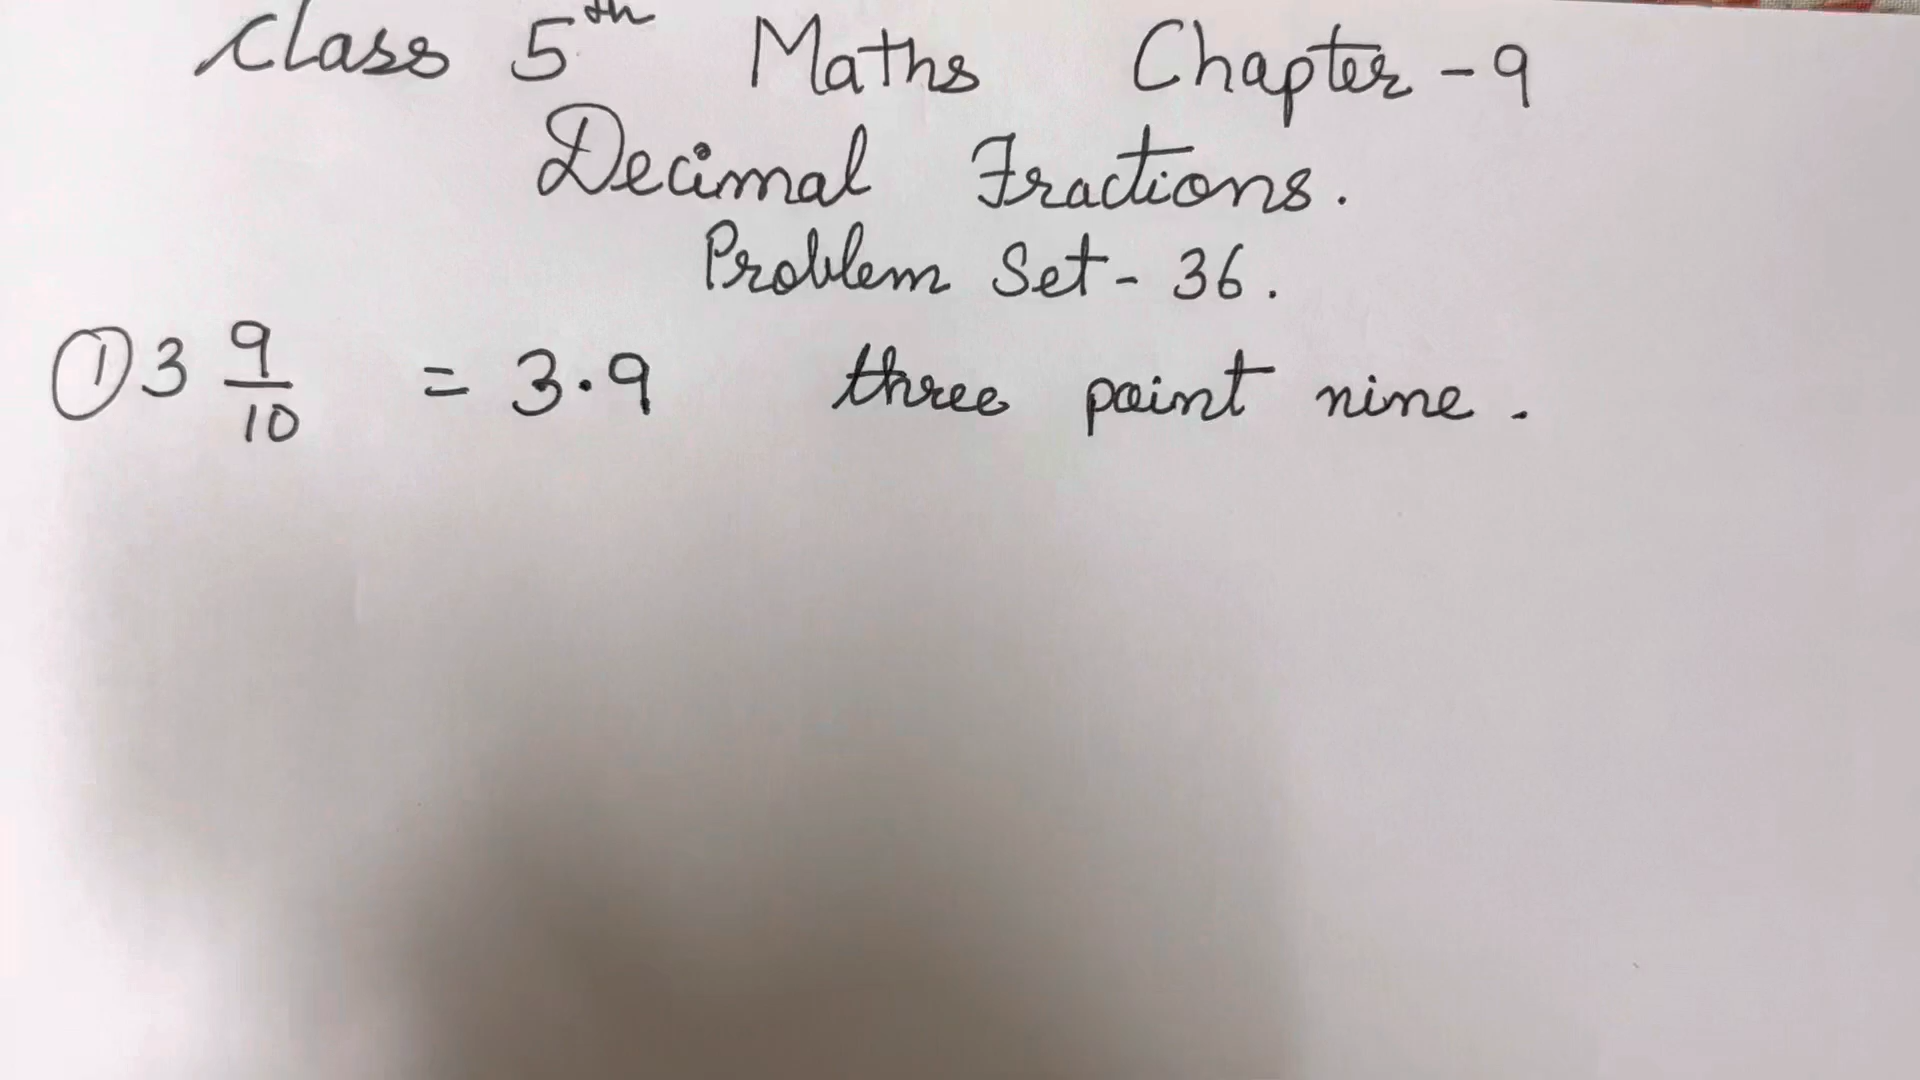 Class 5th Maths Chapter - 9
Decimal Fractions.
Problem Set - 36.
① 3 9/10 = 3.9 three point nine.